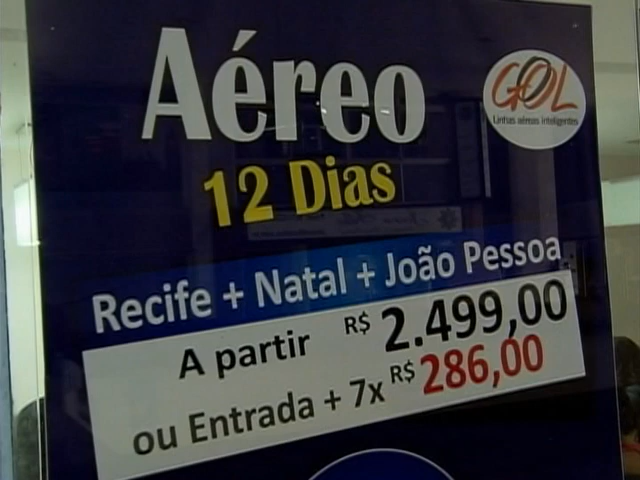 Aéreo
GOL
Linhas aéreas inteligentes
12 Dias
Recife + Natal + João Pessoa
A partir R$ 2.499,00
ou Entrada + 7x R$ 286,00